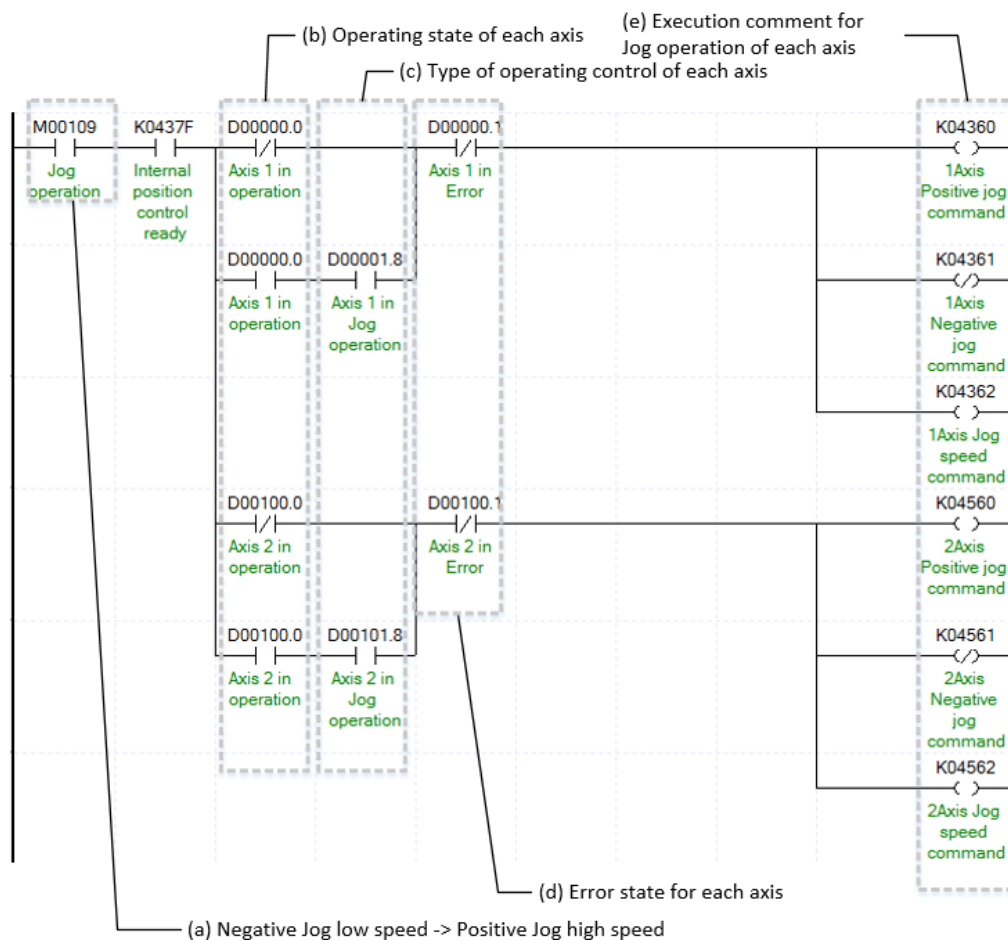 (b) Operating state of each axis
(e) Execution comment for
Jog operation of each axis
(c) Type of operating control of each axis
M00109 K0437F D00000.0 D00000.1 K04360
Jog
operation
Internal
position
control
ready
Axis 1 in
operation
Axis 1 in
Error
1Axis
Positive jog
command
D00000.0 D00001.8 K04361
Axis 1 in
operation
Axis 1 in
Jog
operation
1Axis
Negative
jog
command
K04362
1Axis Jog
speed
command
D00100.0 D00100.1 K04560
Axis 2 in
operation
Axis 2 in
Error
2Axis
Positive jog
command
D00100.0 D00101.8 K04561
Axis 2 in
operation
Axis 2 in
Jog
operation
2Axis
Negative
jog
command
K04562
2Axis Jog
speed
command
(d) Error state for each axis
(a) Negative Jog low speed -> Positive Jog high speed